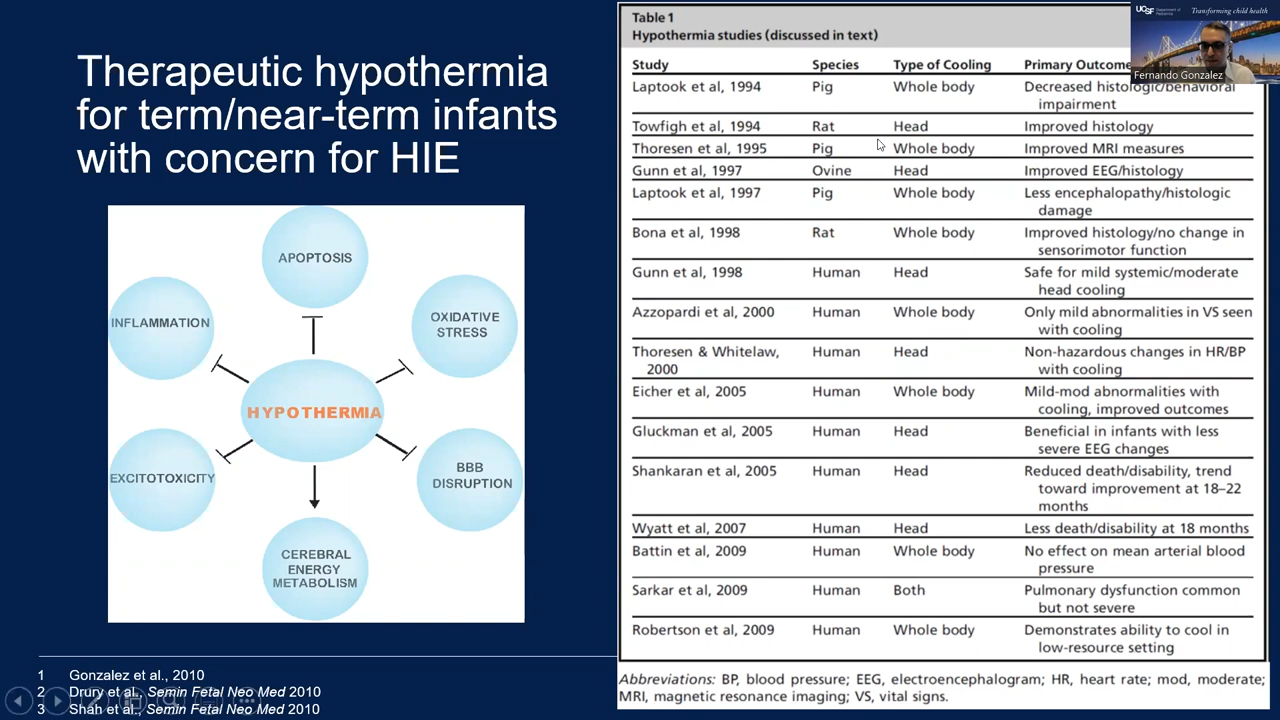 Therapeutic hypothermia
for term/near-term infants
with concern for HIE
APOPTOSIS
INFLAMMATION
OXIDATIVE
STRESS
HYPOTHERMIA
EXCITOTOXICITY
BBB
DISRUPTION
CEREBRAL
ENERGY
METABOLISM
1 Gonzalez et al., 2010
2 Drury et al., Semin Fetal Neo Med 2010
3 Shah et al., Semin Fetal Neo Med 2010
Table 1
Hypothermia studies (discussed in text)
Study Species Type of Cooling Primary Outcome
Laptook et al, 1994 Pig Whole body Decreased histologic/behavioral
impairment
Towfigh et al, 1994 Rat Head Improved histology
Thoresen et al, 1995 Pig Whole body Improved MRI measures
Gunn et al, 1997 Ovine Head Improved EEG/histology
Laptook et al, 1997 Pig Whole body Less encephalopathy/histologic
damage
Bona et al, 1998 Rat Whole body Improved histology/no change in
sensorimotor function
Gunn et al, 1998 Human Head Safe for mild systemic/moderate
head cooling
Azzopardi et al, 2000 Human Whole body Only mild abnormalities in VS seen
with cooling
Thoresen & Whitelaw, Human Head Non-hazardous changes in HR/BP
2000 with cooling
Eicher et al, 2005 Human Whole body Mild-mod abnormalities with
cooling, improved outcomes
Gluckman et al, 2005 Human Head Beneficial in infants with less
severe EEG changes
Shankaran et al, 2005 Human Head Reduced death/disability, trend
toward improvement at 18–22
months
Wyatt et al, 2007 Human Head Less death/disability at 18 months
Battin et al, 2009 Human Whole body No effect on mean arterial blood
pressure
Sarkar et al, 2009 Human Both Pulmonary dysfunction common
but not severe
Robertson et al, 2009 Human Whole body Demonstrates ability to cool in
low-resource setting
Abbreviations: BP, blood pressure; EEG, electroencephalogram; HR, heart rate; mod, moderate;
MRI, magnetic resonance imaging; VS, vital signs.
UCSF Department of
Pediatrics
Transforming child health
Fernando Gonzalez